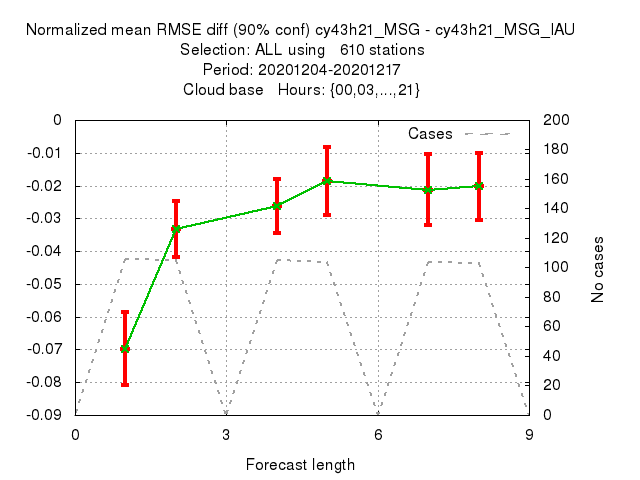 Normalized mean RMSE diff (90% conf) cy43h21_MSG - cy43h21_MSG_IAU
Selection: ALL using   610 stations
Period: 20201204-20201217
Cloud base   Hours: {00,03,...,21}
Cases
0
-0.01
-0.02
-0.03
-0.04
-0.05
-0.06
-0.07
-0.08
-0.09
200
180
160
140
120
100
80
60
40
20
0
No cases
0 3 6 9
Forecast length